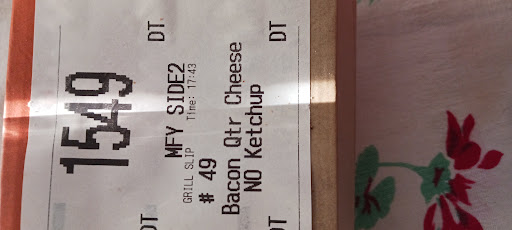 1549
DT DT
MFY SIDE2
GRILL SLIP Time: 17:43
# 49
Bacon Qtr Cheese
NO Ketchup
DT DT